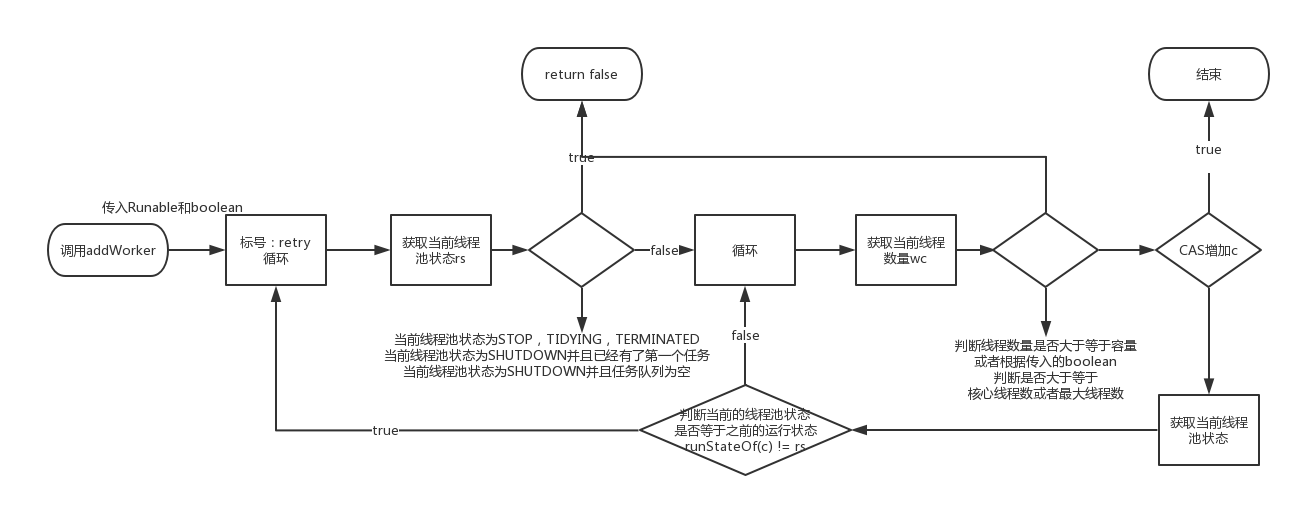 return false
结束
true
true
传入Runable和boolean
调用addWorker
标号：retry
循环
获取当前线程
池状态rs
false
循环
获取当前线程
数量wc
CAS增加c
当前线程池状态为STOP，TIDYING，TERMINATED
当前线程池状态为SHUTDOWN并且已经有了第一个任务
当前线程池状态为SHUTDOWN并且任务队列为空
false
判断线程数量是否大于等于容量
或者根据传入的boolean
判断是否大于等于
核心线程数或者最大线程数
判断当前的线程池状态
是否等于之前的运行状态
runStateOf(c) != rs
true
获取当前线程
池状态